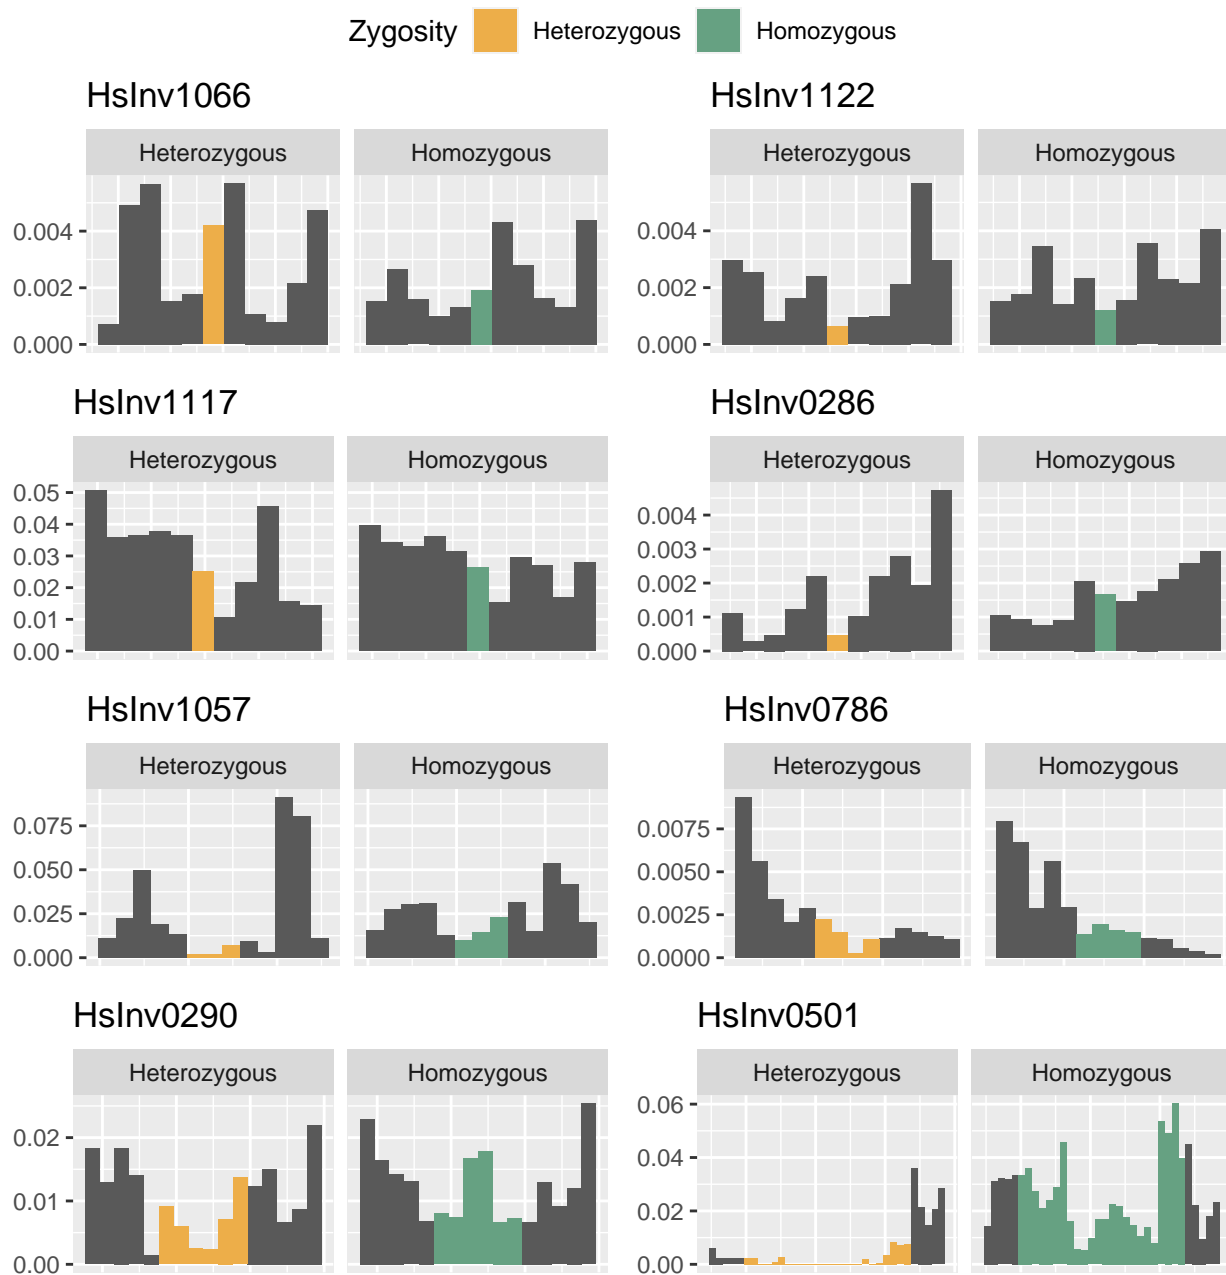 Zygosity Heterozygous Homozygous
HsInv1066
Heterozygous Homozygous
0.004
0.002
0.000
HsInv1122
Heterozygous Homozygous
0.004
0.002
0.000
HsInv1117
Heterozygous Homozygous
0.05
0.04
0.03
0.02
0.01
0.00
HsInv0286
Heterozygous Homozygous
0.004
0.003
0.002
0.001
0.000
HsInv1057
Heterozygous Homozygous
0.075
0.050
0.025
0.000
HsInv0786
Heterozygous Homozygous
0.0075
0.0050
0.0025
0.0000
HsInv0290
Heterozygous Homozygous
0.02
0.01
0.00
HsInv0501
Heterozygous Homozygous
0.06
0.04
0.02
0.00